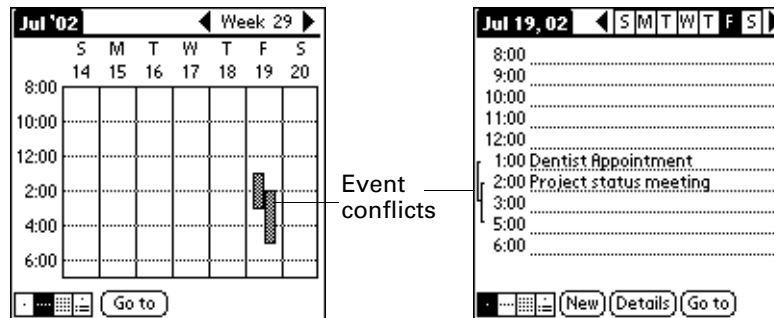 Jul '02 Week 29
S M T W T F S
14 15 16 17 18 19 20
8:00
10:00
12:00
2:00
4:00
6:00
Go to
Event
conflicts
Jul 19, 02 S M T W T F S
8:00
9:00
10:00
11:00
12:00
1:00 Dentist Appointment
2:00 Project status meeting
3:00
5:00
6:00
New Details Go to